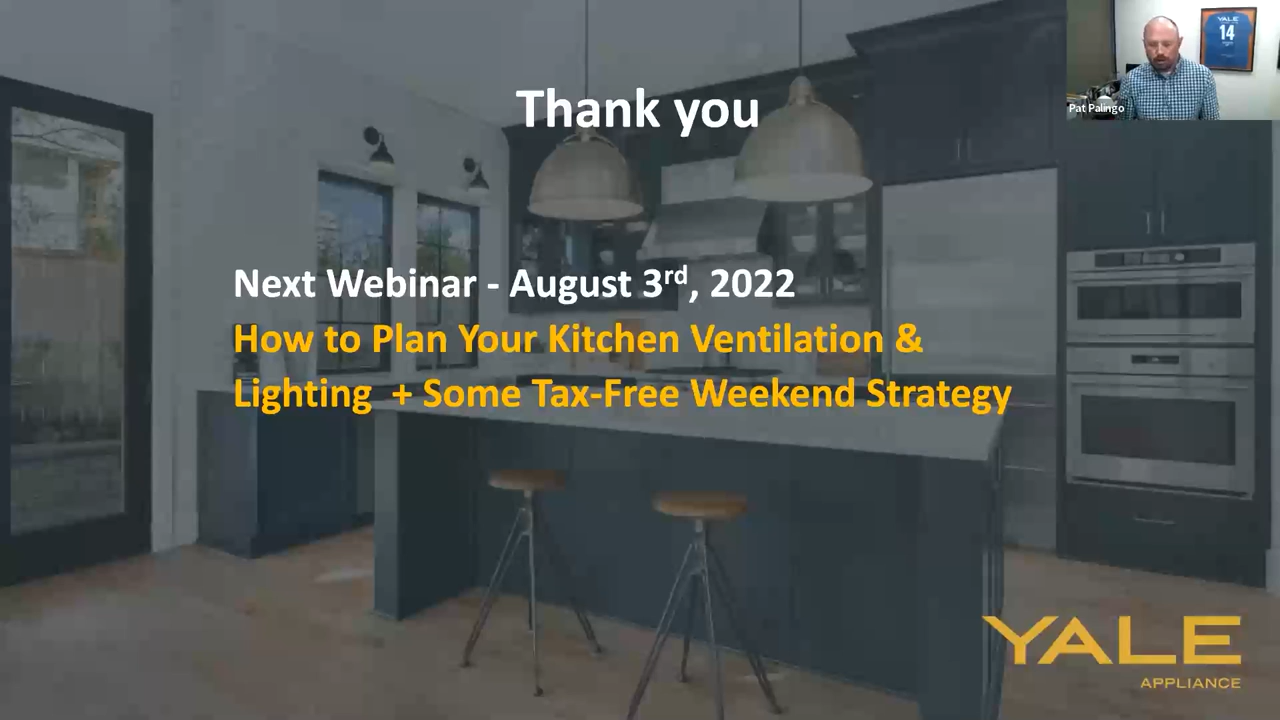 Thank you
YALE
14
Pat Palingo
Next Webinar - August 3rd, 2022
How to Plan Your Kitchen Ventilation &
Lighting + Some Tax-Free Weekend Strategy
YALE
APPLIANCE